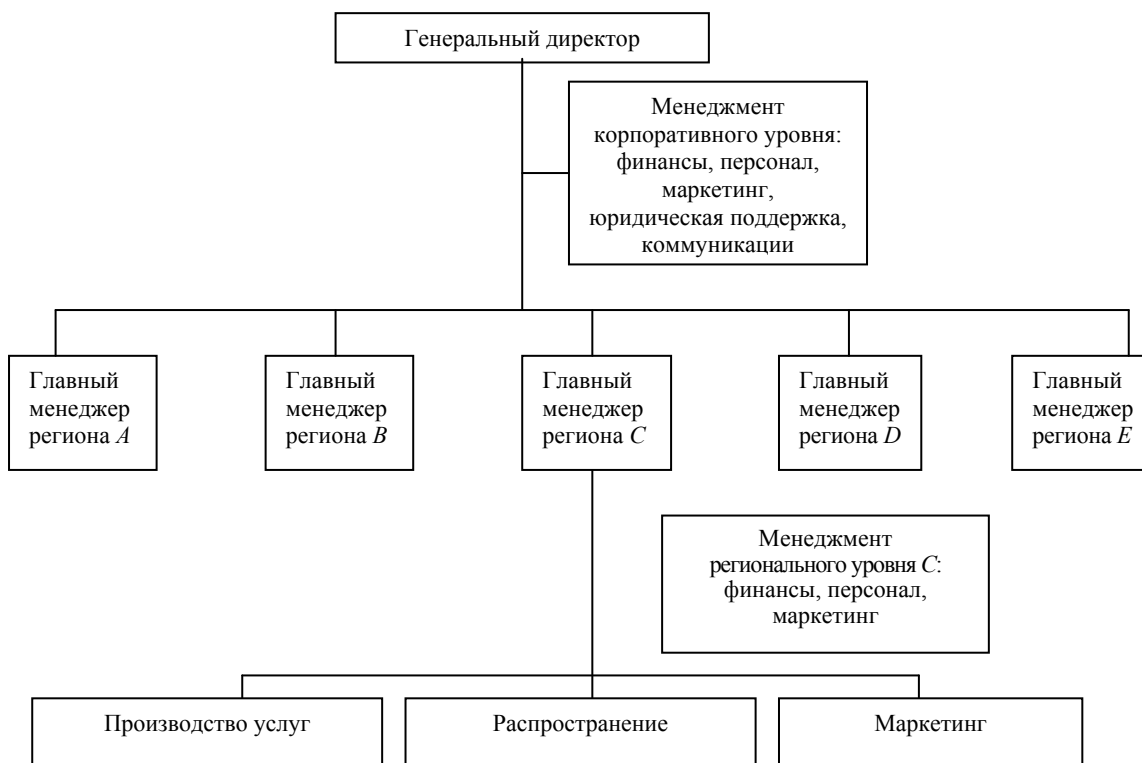 Генеральный директор
Менеджмент
корпоративного уровня:
финансы, персонал,
маркетинг,
юридическая поддержка,
коммуникации
Главный
менеджер
региона A
Главный
менеджер
региона B
Главный
менеджер
региона C
Главный
менеджер
региона D
Главный
менеджер
региона E
Менеджмент
регионального уровня C:
финансы, персонал,
маркетинг
Производство услуг
Распространение
Маркетинг